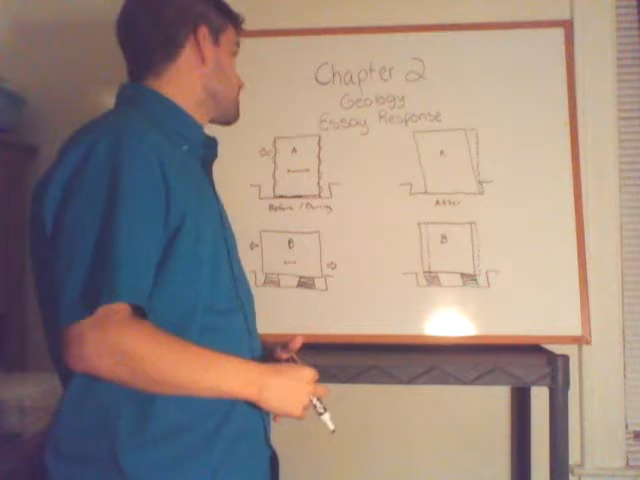 Chapter 2
Geology
Essay Response
A
A
Before / During
After
B
B